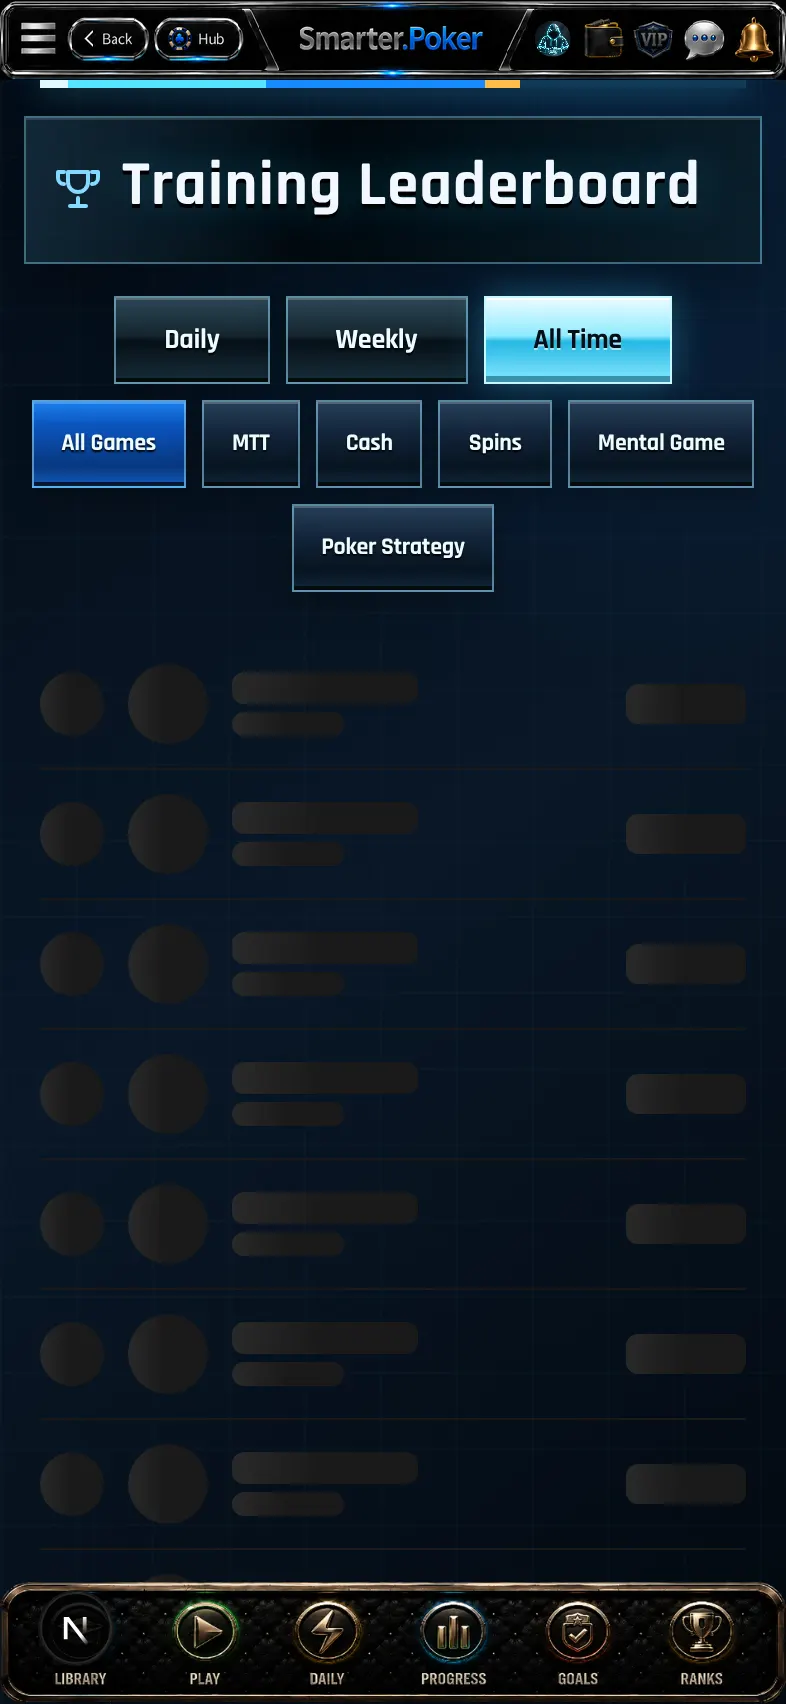 Back
Hub
Smarter.Poker
VIP
Training Leaderboard
Daily
Weekly
All Time
All Games
MTT
Cash
Spins
Mental Game
Poker Strategy
N
LIBRARY
PLAY
DAILY
PROGRESS
GOALS
RANKS